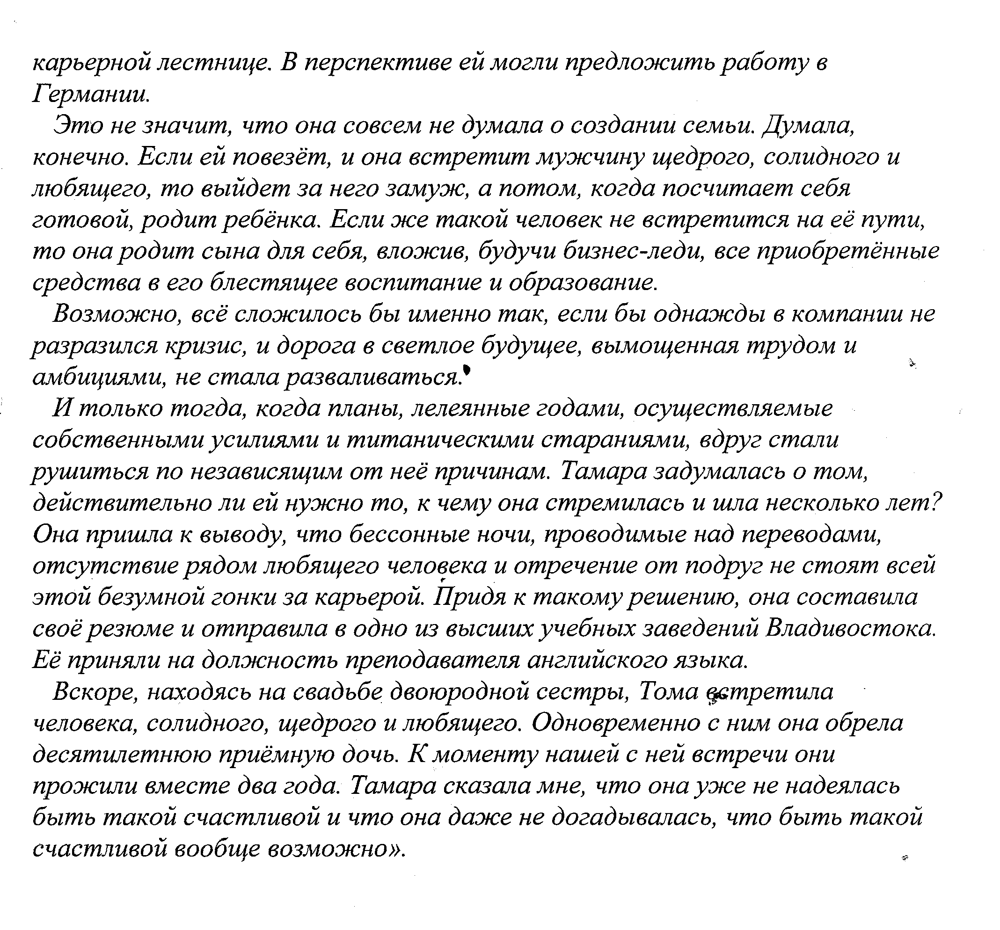 карьерной лестнице. В перспективе ей могли предложить работу в
Германии.
Это не значит, что она совсем не думала о создании семьи. Думала,
конечно. Если ей повезёт, и она встретит мужчину щедрого, солидного и
любящего, то выйдет за него замуж, а потом, когда посчитает себя
готовой, родит ребёнка. Если же такой человек не встретится на её пути,
то она родит сына для себя, вложив, будучи бизнес-леди, все приобретённые
средства в его блестящее воспитание и образование.
Возможно, всё сложилось бы именно так, если бы однажды в компании не
разразился кризис, и дорога в светлое будущее, вымощенная трудом и
амбициями, не стала разваливаться.
И только тогда, когда планы, лелеянные годами, осуществляемые
собственными усилиями и титаническими стараниями, вдруг стали
рушиться по независящим от неё причинам. Тамара задумалась о том,
действительно ли ей нужно то, к чему она стремилась и шла несколько лет?
Она пришла к выводу, что бессонные ночи, проводимые над переводами,
отсутствие рядом любящего человека и отречение от подруг не стоят всей
этой безумной гонки за карьерой. Придя к такому решению, она составила
своё резюме и отправила в одно из высших учебных заведений Владивостока.
Её приняли на должность преподавателя английского языка.
Вскоре, находясь на свадьбе двоюродной сестры, Тома встретила
человека, солидного, щедрого и любящего. Одновременно с ним она обрела
десятилетнюю приёмную дочь. К моменту нашей с ней встречи они
прожили вместе два года. Тамара сказала мне, что она уже не надеялась
быть такой счастливой и что она даже не догадывалась, что быть такой
счастливой вообще возможно».